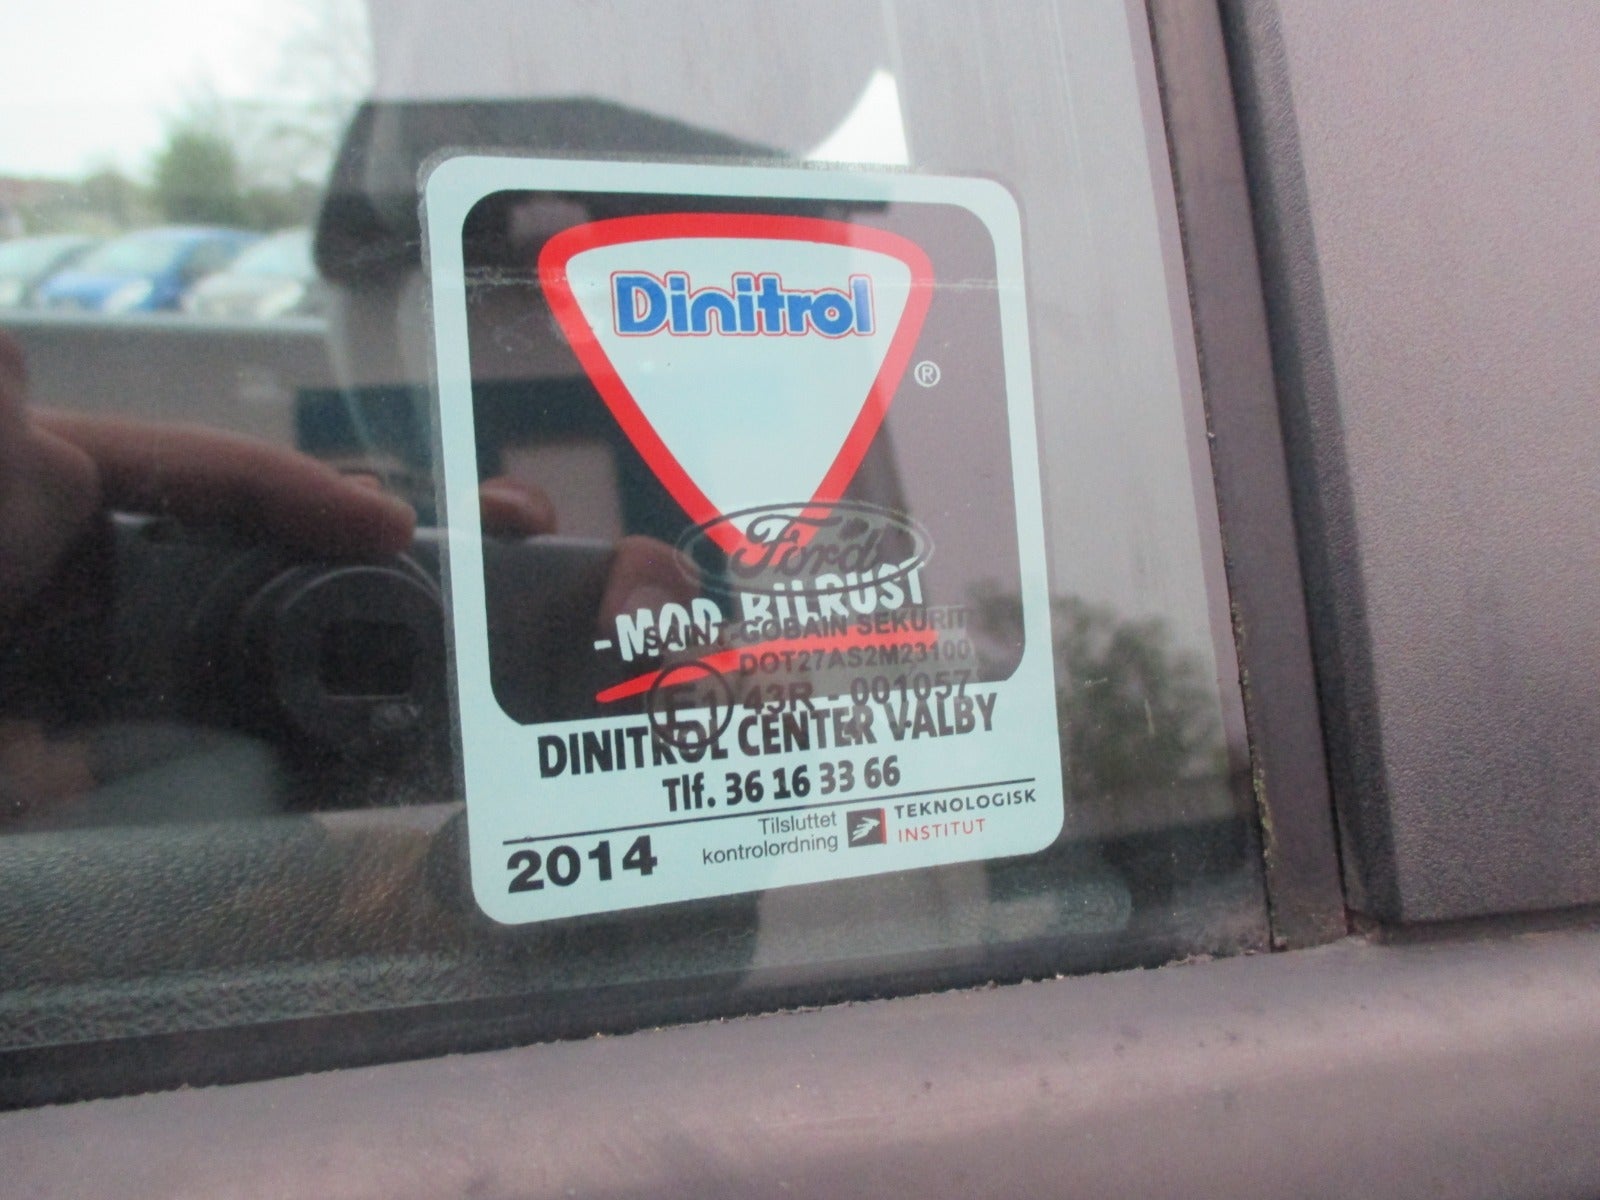 Dinitrol
®
Ford
-MOD BILRUST
SAINT-GOBAIN SEKURIT
DOT27AS2M23100
E1 43R - 001057
DINITROL CENTER VALBY
Tlf. 36 16 33 66
2014
Tilsluttet
kontrolordning
TEKNOLOGISK
INSTITUT